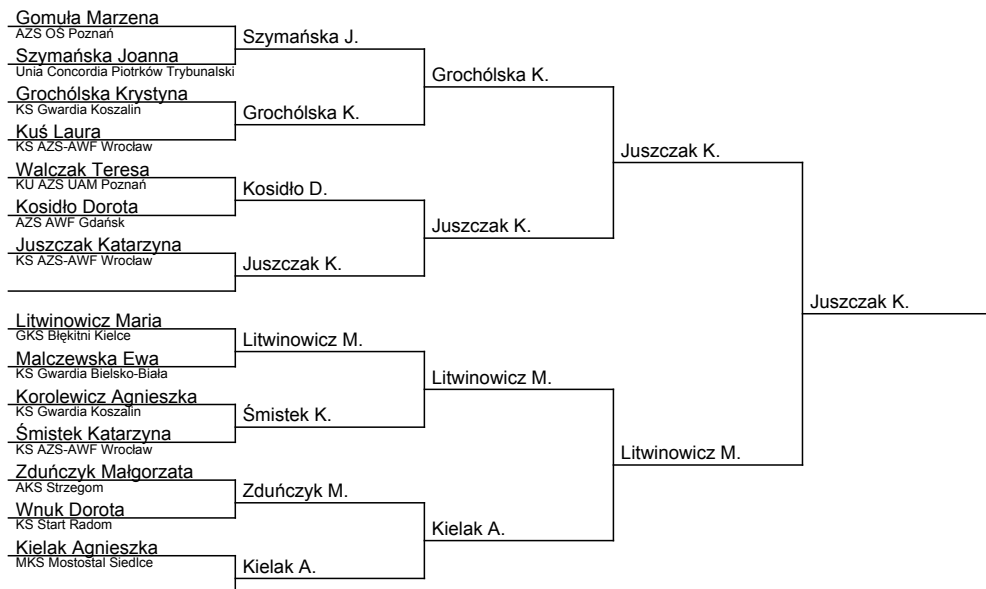 Gomuła Marzena
AZS OŚ Poznań
Szymańska J.
Szymańska Joanna
Unia Concordia Piotrków Trybunalski
Grochólska K.
Grochólska Krystyna
KS Gwardia Koszalin
Grochólska K.
Kuś Laura
KS AZS-AWF Wrocław
Juszczak K.
Walczak Teresa
KU AZS UAM Poznań
Kosidło D.
Kosidło Dorota
AZS AWF Gdańsk
Juszczak K.
Juszczak Katarzyna
KS AZS-AWF Wrocław
Juszczak K.
Juszczak K.
Litwinowicz Maria
GKS Błękitni Kielce
Litwinowicz M.
Malczewska Ewa
KS Gwardia Bielsko-Biała
Litwinowicz M.
Korolewicz Agnieszka
KS Gwardia Koszalin
Śmistek K.
Śmistek Katarzyna
KS AZS-AWF Wrocław
Litwinowicz M.
Zduńczyk Małgorzata
AKS Strzegom
Zduńczyk M.
Wnuk Dorota
KS Start Radom
Kielak A.
Kielak Agnieszka
MKS Mostostal Siedlce
Kielak A.